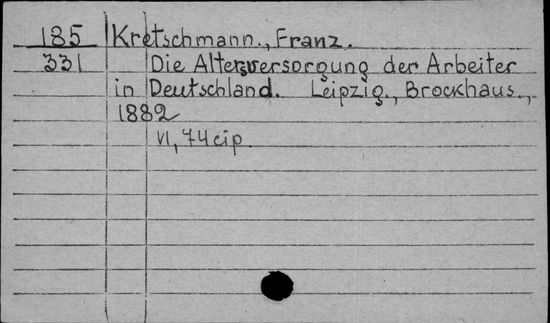 185 Kretschmann., Franz.
331 Die Altersversorgung der Arbeiter
in Deutschland. Leipzig., Brockhaus.,
1882
VI, 74 cip.